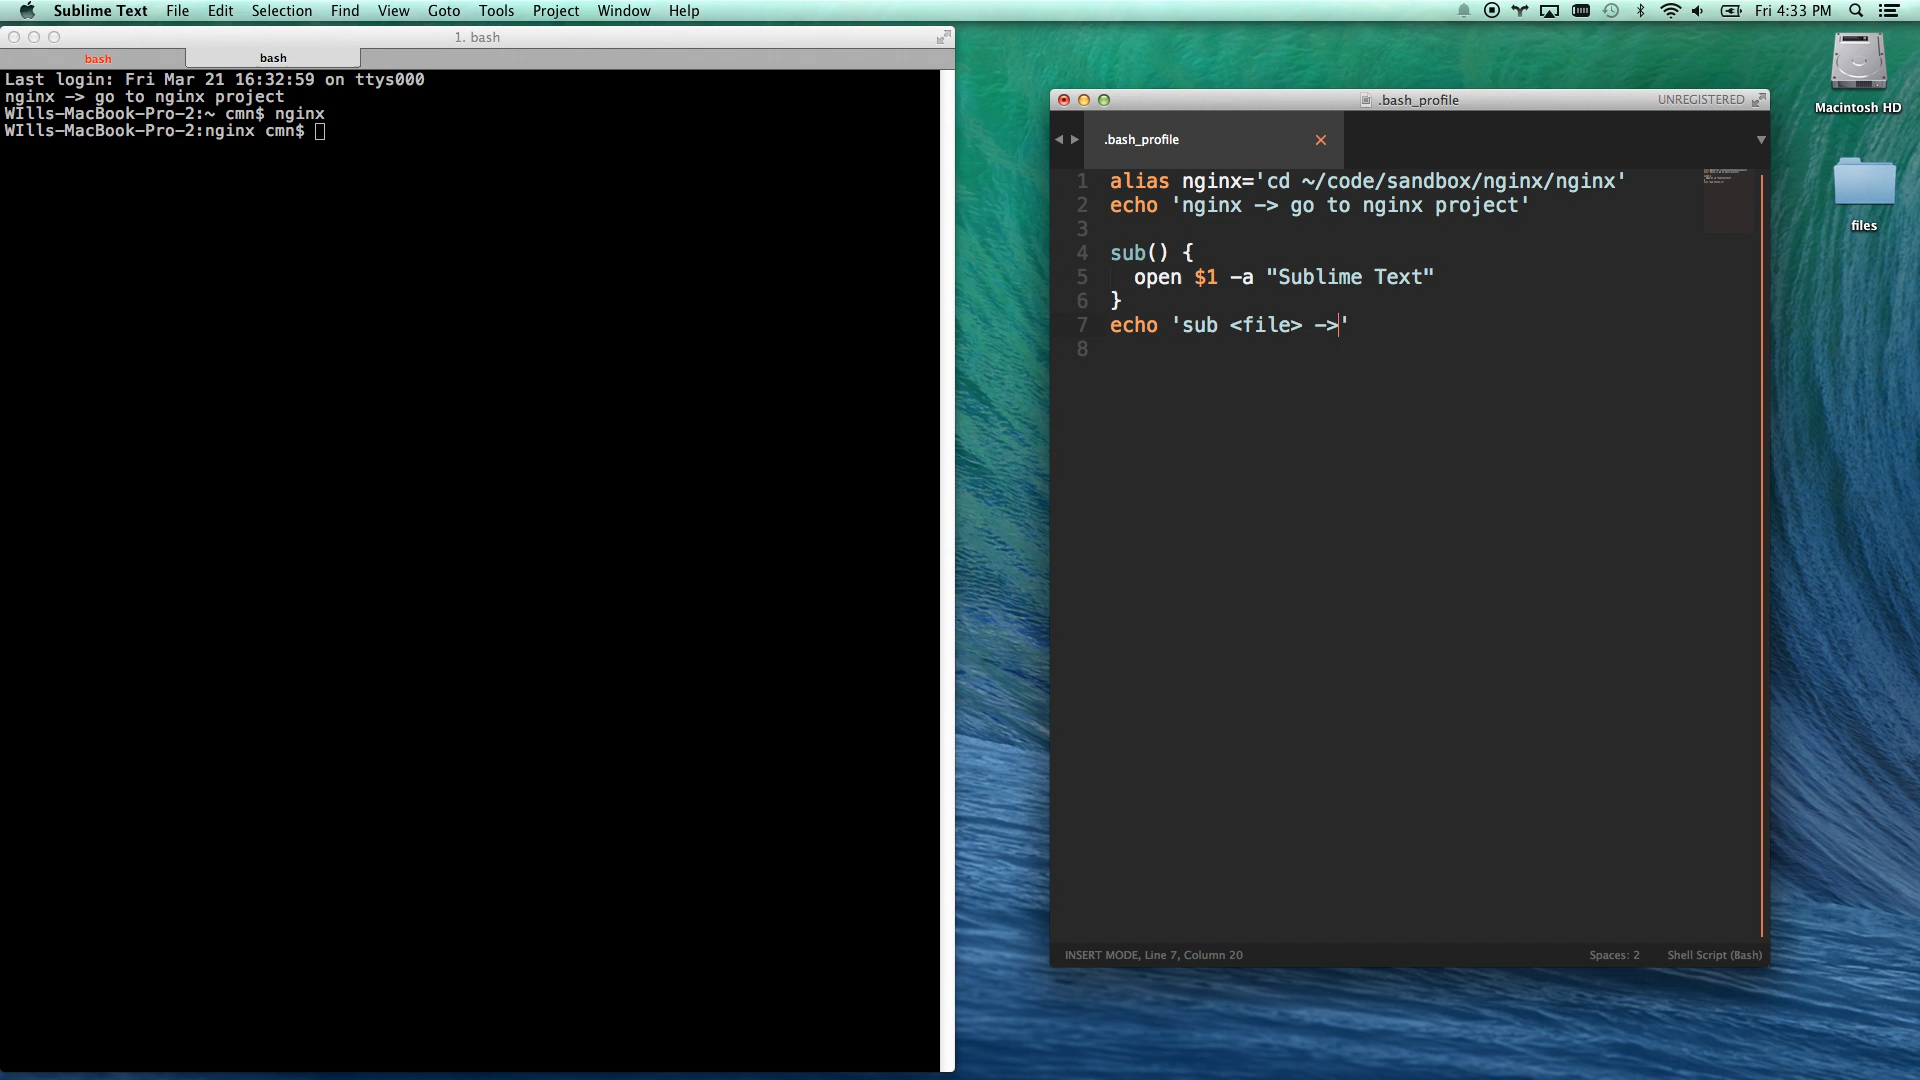 Sublime Text File Edit Selection Find View Goto Tools Project Window Help
Fri 4:33 PM
1. bash
bash
bash
Last login: Fri Mar 21 16:32:59 on ttys000
nginx -> go to nginx project
WIlls-MacBook-Pro-2:~ cmn$ nginx
WIlls-MacBook-Pro-2:nginx cmn$
.bash_profile
UNREGISTERED
.bash_profile
1 alias nginx='cd ~/code/sandbox/nginx/nginx'
2 echo 'nginx -> go to nginx project'
3
4 sub() {
5   open $1 -a "Sublime Text"
6 }
7 echo 'sub <file> ->'
8
INSERT MODE, Line 7, Column 20
Spaces: 2
Shell Script (Bash)
Macintosh HD
files